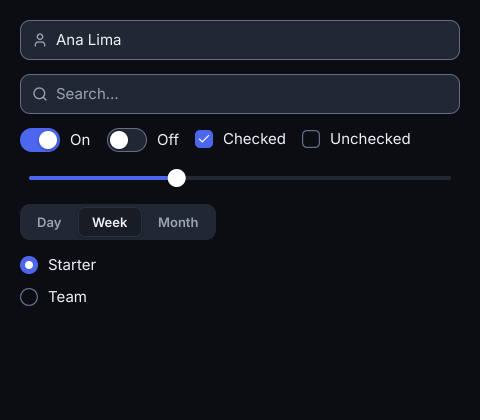 Ana Lima
Search...
On Off Checked Unchecked
Day Week Month
Starter
Team